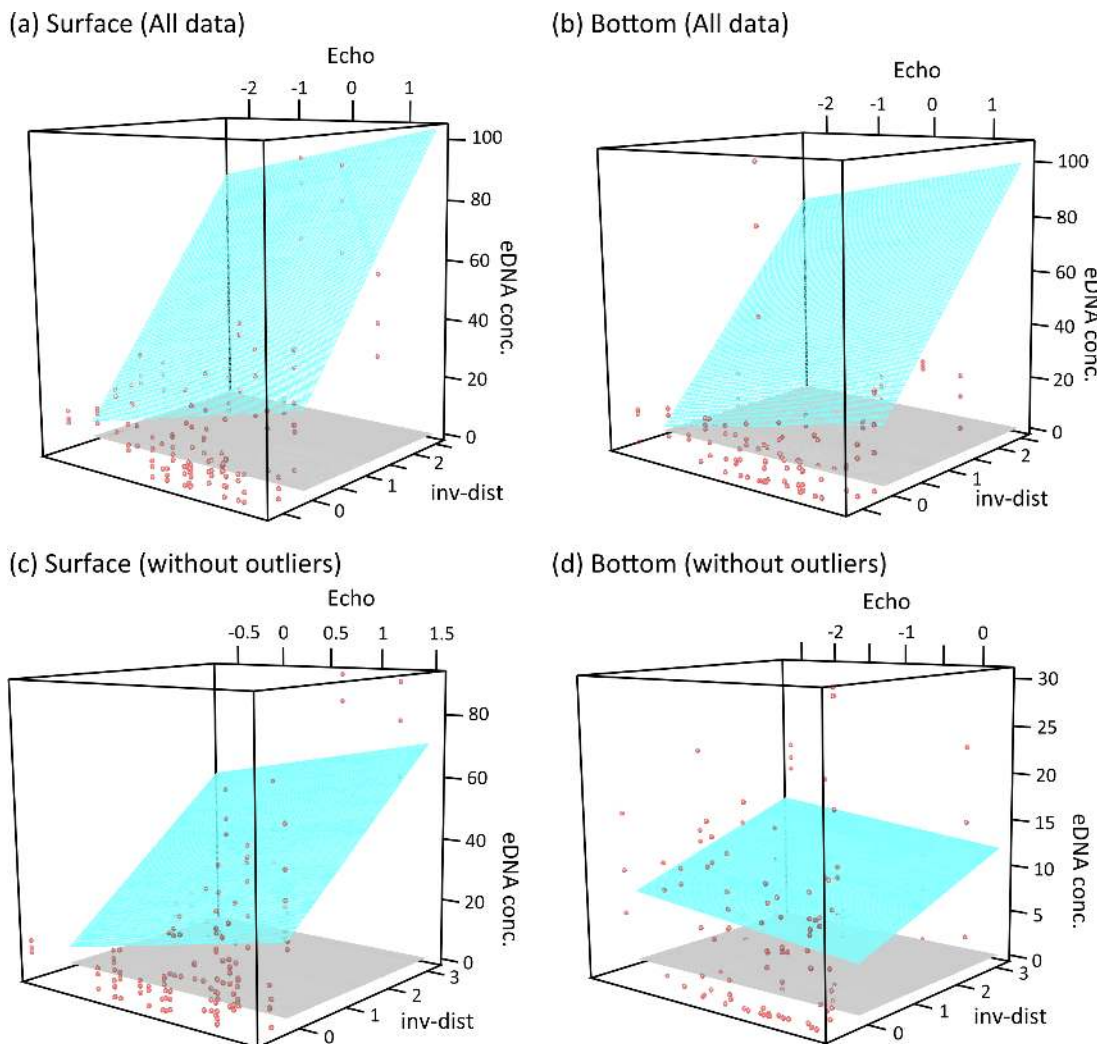 (a) Surface (All data)
Echo
-2 -1 0 1
100
80
60
40
20
0
eDNA conc.
2
1
0
inv-dist
(b) Bottom (All data)
Echo
-2 -1 0 1
100
80
60
40
20
0
eDNA conc.
2
1
0
inv-dist
(c) Surface (without outliers)
Echo
-0.5 0 0.5 1 1.5
80
60
40
20
0
eDNA conc.
3
2
1
0
inv-dist
(d) Bottom (without outliers)
Echo
-2 -1 0
30
25
20
15
10
5
0
eDNA conc.
3
2
1
0
inv-dist